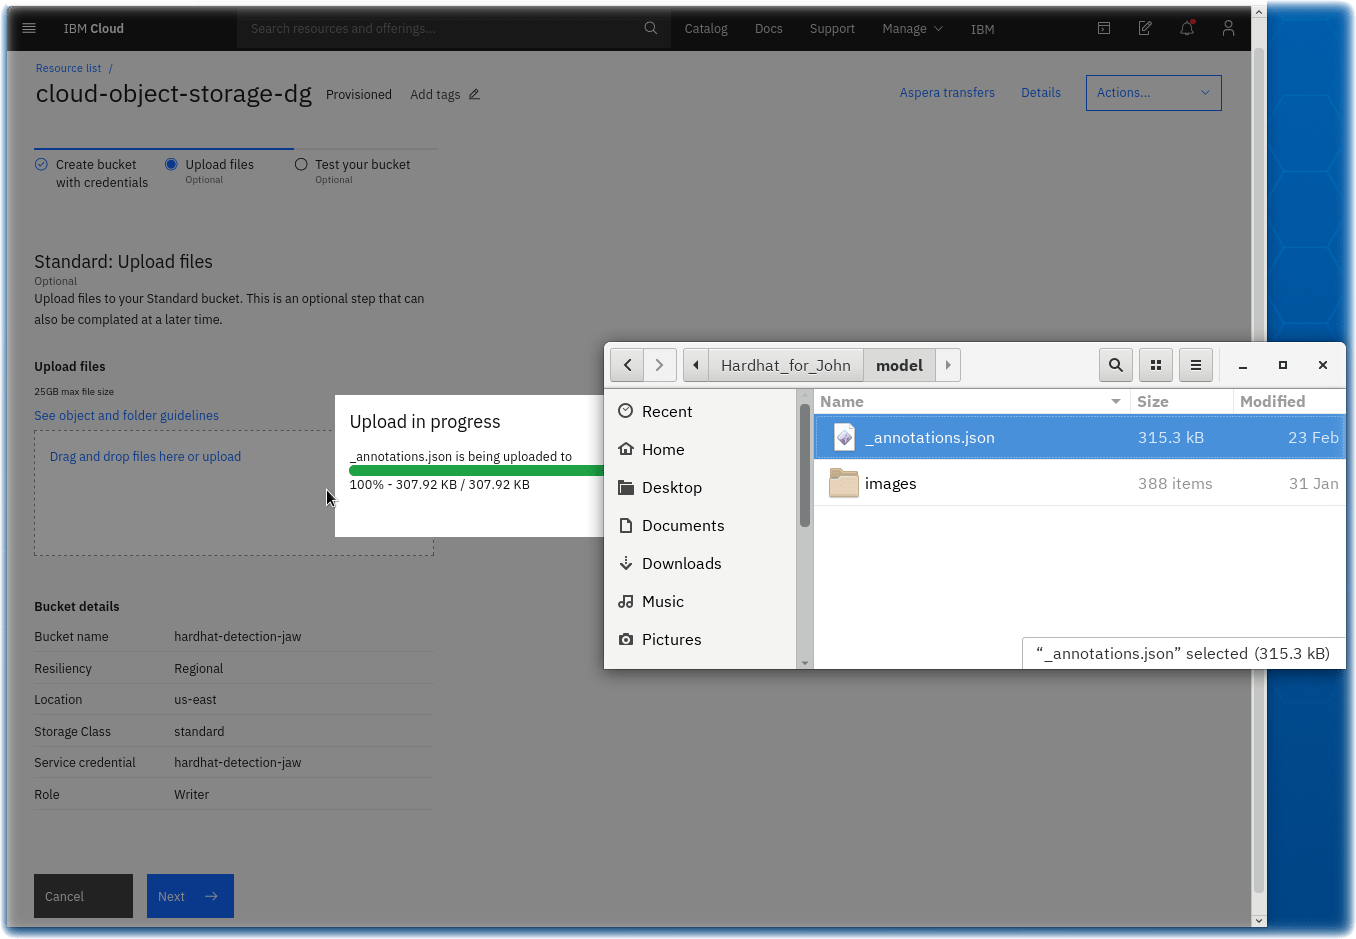 IBM Cloud
Search resources and offerings...
Catalog
Docs
Support
Manage
IBM
Resource list /
cloud-object-storage-dg
Provisioned
Add tags
Aspera transfers
Details
Actions...
Create bucket
with credentials
Upload files
Optional
Test your bucket
Optional
Standard: Upload files
Optional
Upload files to your Standard bucket. This is an optional step that can
also be complated at a later time.
Upload files
25GB max file size
See object and folder guidelines
Drag and drop files here or upload
Upload in progress
_annotations.json is being uploaded to
100% - 307.92 KB / 307.92 KB
Hardhat_for_John
model
Recent
Home
Desktop
Documents
Downloads
Music
Pictures
Name Size Modified
_annotations.json 315.3 kB 23 Feb
images 388 items 31 Jan
“_annotations.json” selected (315.3 kB)
Bucket details
Bucket name hardhat-detection-jaw
Resiliency Regional
Location us-east
Storage Class standard
Service credential hardhat-detection-jaw
Role Writer
Cancel
Next